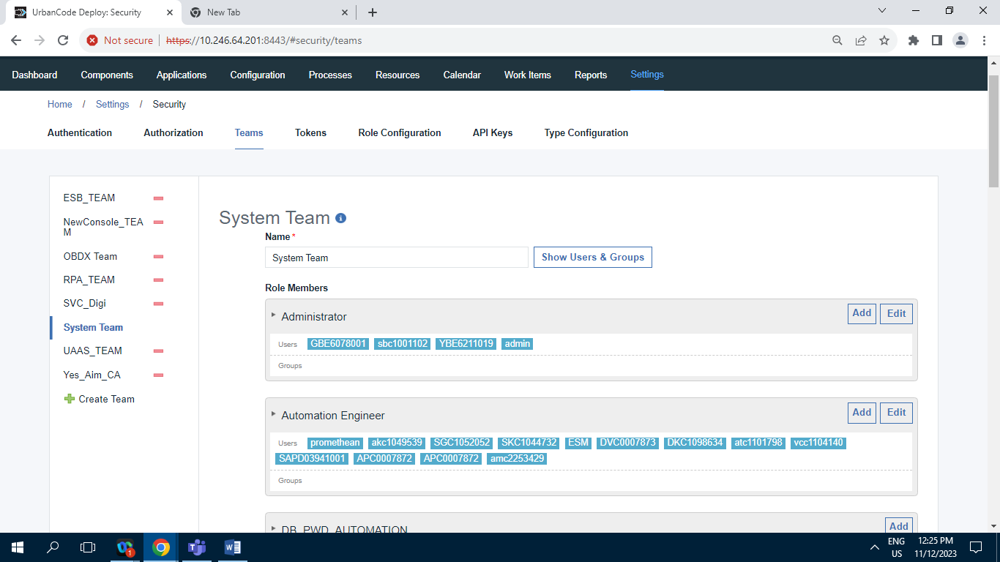 UrbanCode Deploy: Security
New Tab
Not secure
https://10.246.64.201:8443/#security/teams
Dashboard Components Applications Configuration Processes Resources Calendar Work Items Reports Settings
Home / Settings / Security
Authentication Authorization Teams Tokens Role Configuration API Keys Type Configuration
ESB_TEAM
NewConsole_TEA
M
OBDX Team
RPA_TEAM
SVC_Digi
System Team
UAAS_TEAM
Yes_Aim_CA
Create Team
System Team
Name *
System Team
Show Users & Groups
Role Members
Administrator
Add Edit
Users GBE6078001 sbc1001102 YBE6211019 admin
Groups
Automation Engineer
Add Edit
Users promethean akc1049539 SGC1052052 SKC1044732 ESM DVC0007873 DKC1098634 atc1101798 vcc1104140
SAPD03941001 APC0007872 APC0007872 amc2253429
Groups
DB_PWD_AUTOMATION
Add
1
ENG
US
12:25 PM
11/12/2023